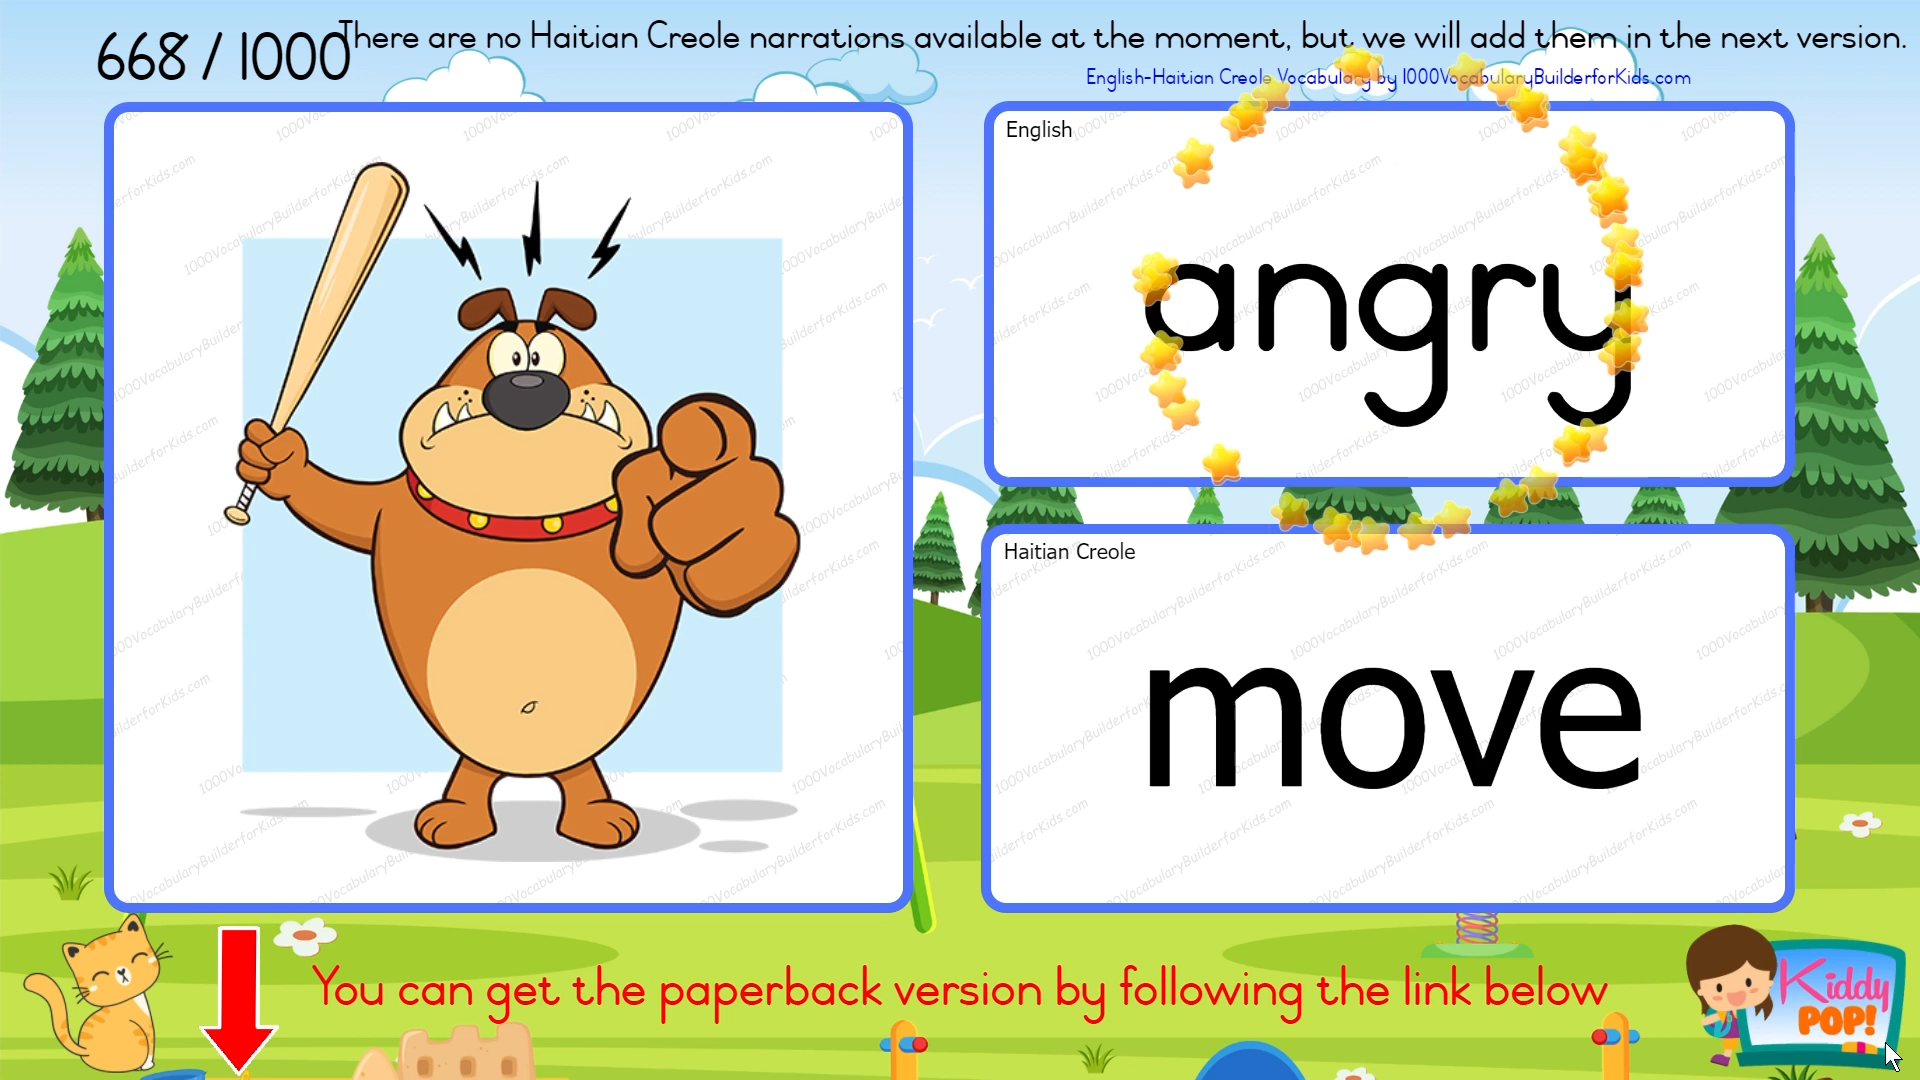 668 / 1000
There are no Haitian Creole narrations available at the moment, but we will add them in the next version.
English-Haitian Creole Vocabulary by 1000VocabularyBuilderforKids.com
English
angry
Haitian Creole
move
You can get the paperback version by following the link below
Kiddy
POP!
1000VocabularyBuilderforKids.com